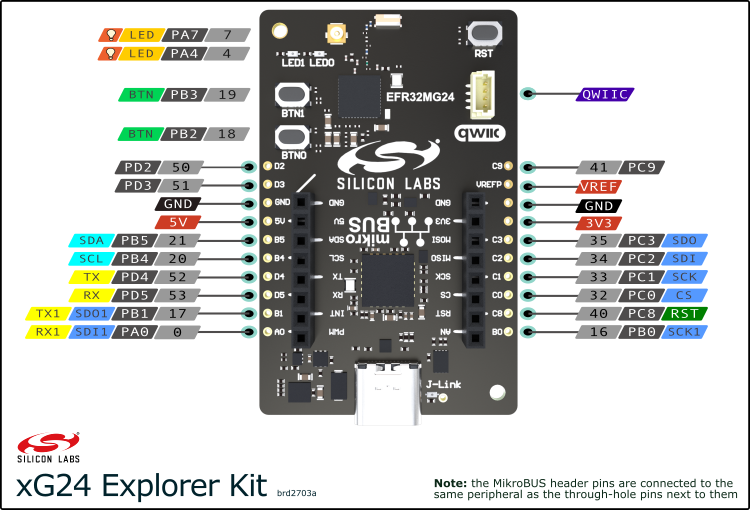 LED PA7 7
LED PA4 4
BTN PB3 19
BTN PB2 18
PD2 50
PD3 51
GND
5V
SDA PB5 21
SCL PB4 20
TX PD4 52
RX PD5 53
TX1 SDO1 PB1 17
RX1 SDI1 PA0 0
LED1 LED0
RST
EFR32MG24
BTN1
BTN0
qwiic
SILICON LABS
D2
D3
GND
5V
B5
B4
D4
D5
B1
A0
GND
5V
SDA
SCL
TX
RX
INT
PWM
mikro
BUS
3V3
MOSI
MISO
SCK
CS
RST
AN
C9
VREFP
C3
C2
C1
C0
C8
B0
J-Link
QWIIC
41 PC9
VREF
GND
3V3
35 PC3 SDO
34 PC2 SDI
33 PC1 SCK
32 PC0 CS
40 PC8 RST
16 PB0 SCK1
SILICON LABS
xG24 Explorer Kit brd2703a
Note: the MikroBUS header pins are connected to the
same peripheral as the through-hole pins next to them